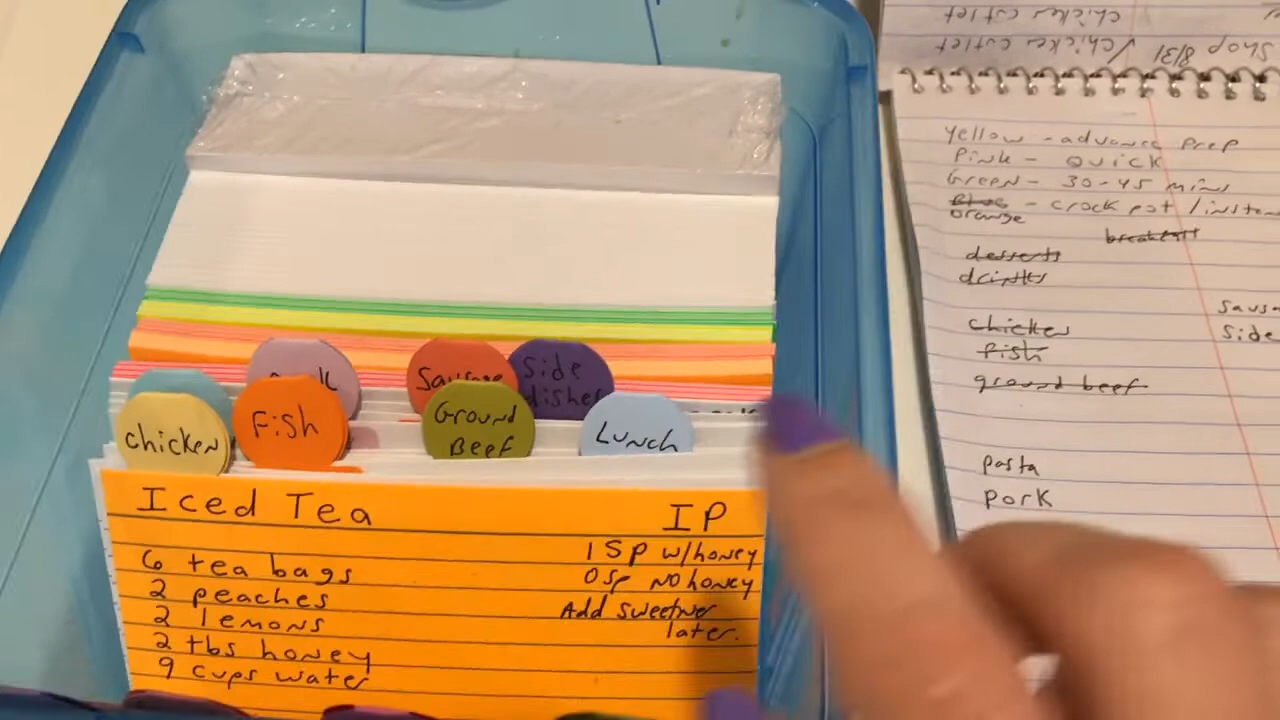 Shop 8/31 ✓chicken cutlet
chicken cutlet
Yellow - advance prep
Pink - QUICK
Green - 30-45 mins
Blue - crock pot /instan
orange
breakfast
desserts
drinks
Sausa
Side
chicken
fish
ground beef
pasta
pork
Sausage
Side
dishes
chicken
Fish
Ground
Beef
Lunch
Iced Tea
IP
6 tea bags
2 peaches
2 lemons
2 tbs honey
9 cups water
1 SP w/honey
0 sp NO honey
Add sweetner
later.